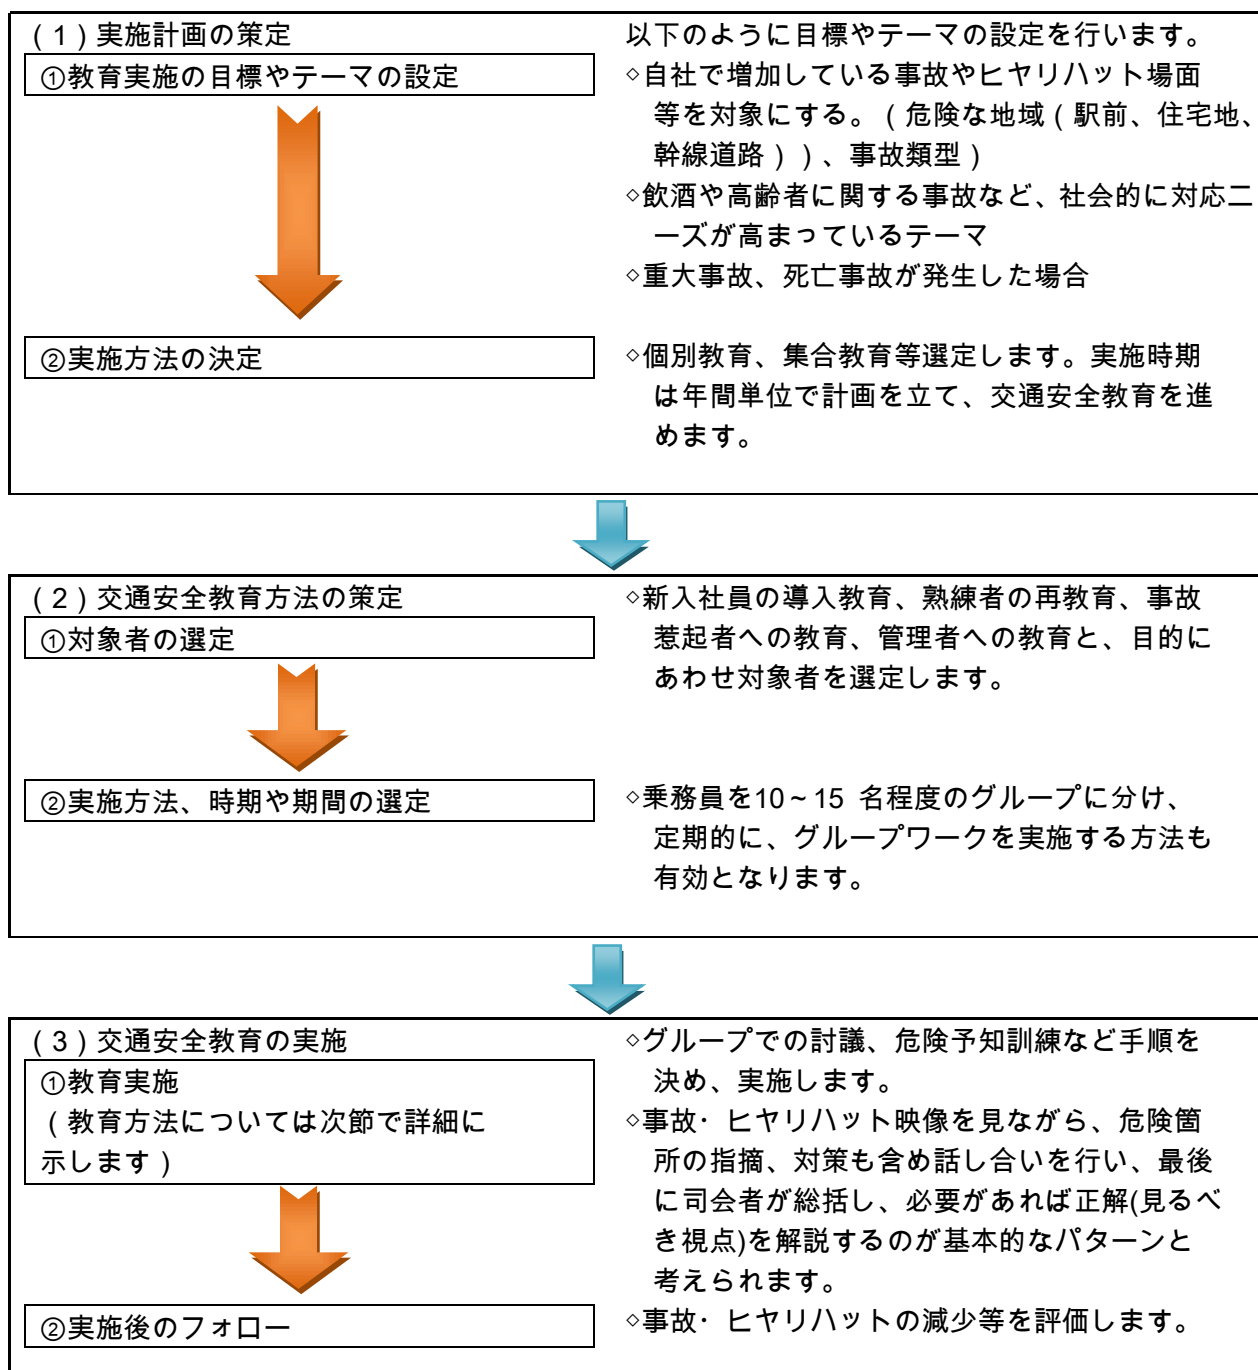 (1)実施計画の策定
①教育実施の目標やテーマの設定
以下のように目標やテーマの設定を行います。
◇自社で増加している事故やヒヤリハット場面
等を対象にする。(危険な地域(駅前、住宅地、
幹線道路))、事故類型)
◇飲酒や高齢者に関する事故など、社会的に対応ニ
ーズが高まっているテーマ
◇重大事故、死亡事故が発生した場合
②実施方法の決定
◇個別教育、集合教育等選定します。実施時期
は年間単位で計画を立て、交通安全教育を進
めます。
(2)交通安全教育方法の策定
①対象者の選定
◇新入社員の導入教育、熟練者の再教育、事故
惹起者への教育、管理者への教育と、目的に
あわせ対象者を選定します。
②実施方法、時期や期間の選定
◇乗務員を10~15 名程度のグループに分け、
定期的に、グループワークを実施する方法も
有効となります。
(3)交通安全教育の実施
①教育実施
(教育方法については次節で詳細に
示します)
◇グループでの討議、危険予知訓練など手順を
決め、実施します。
◇事故・ヒヤリハット映像を見ながら、危険箇
所の指摘、対策も含め話し合いを行い、最後
に司会者が総括し、必要があれば正解(見るべ
き視点)を解説するのが基本的なパターンと
考えられます。
②実施後のフォロー
◇事故・ヒヤリハットの減少等を評価します。